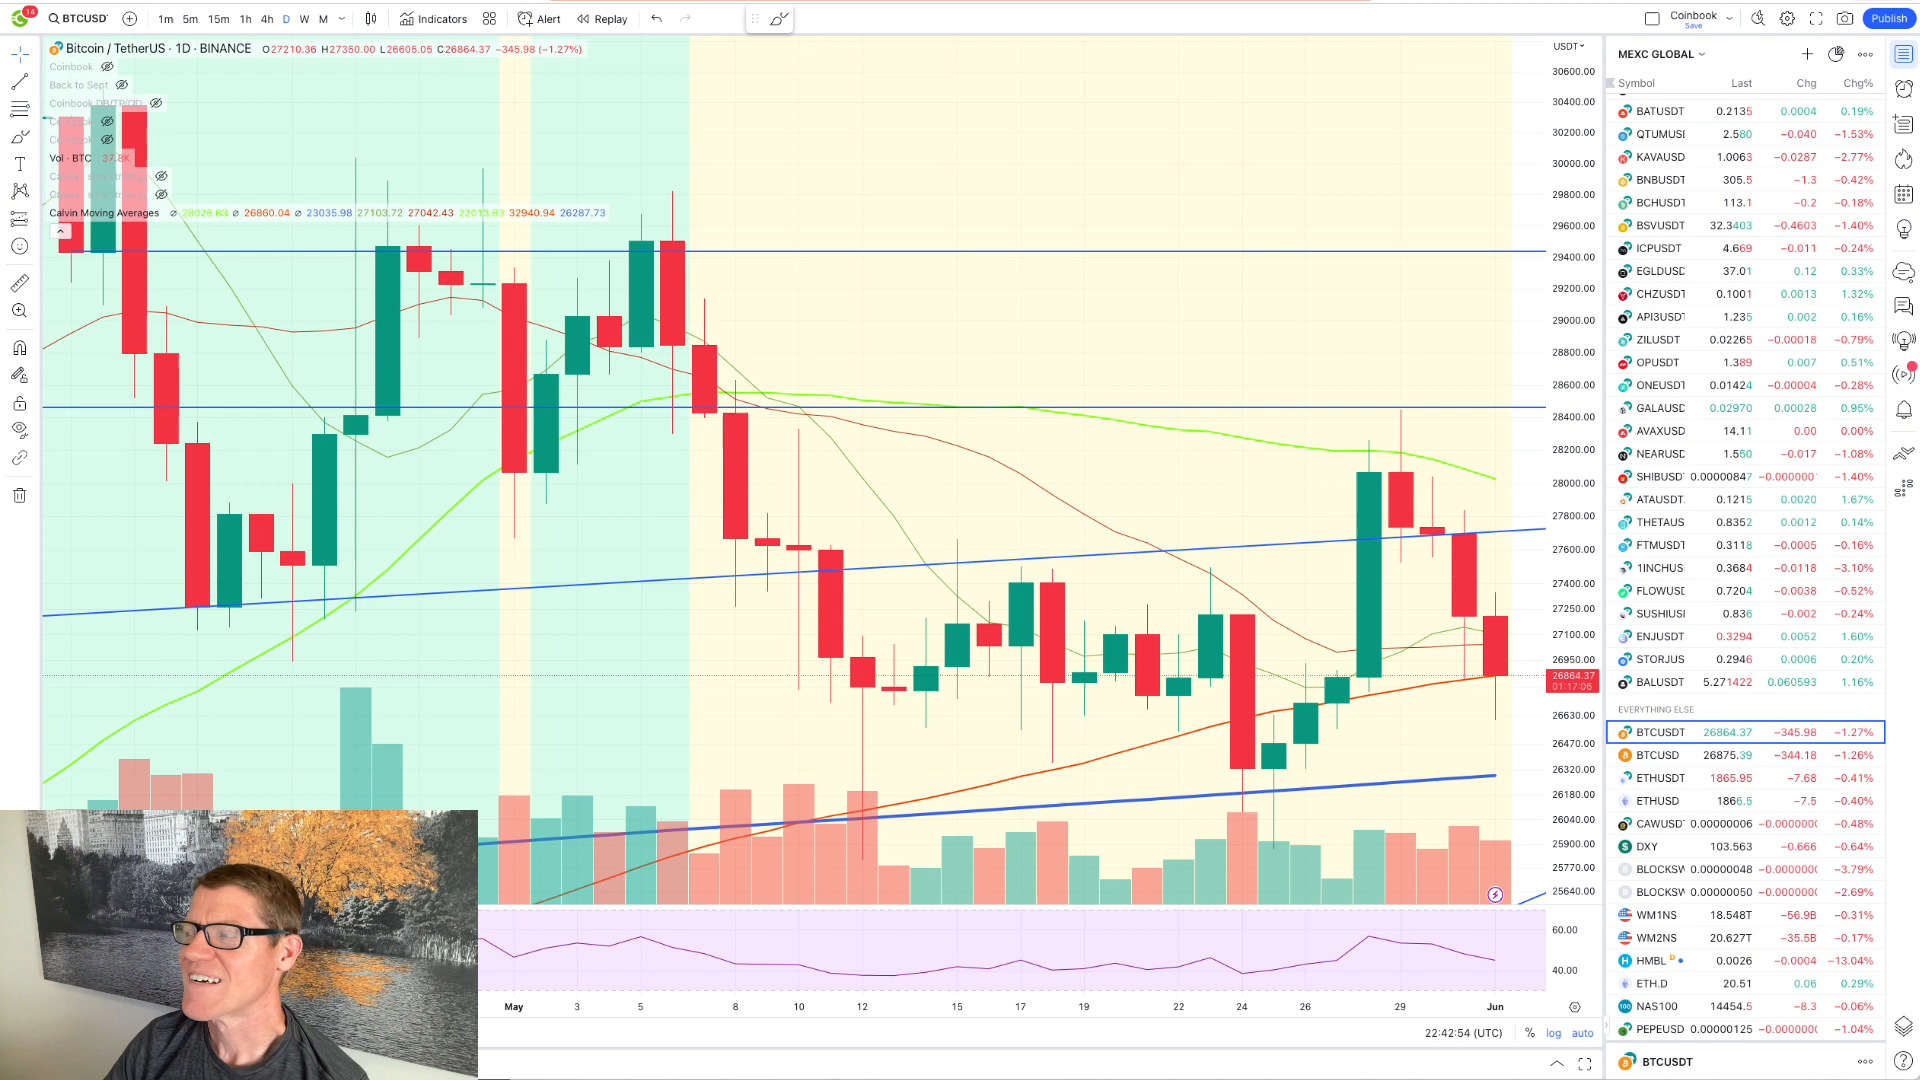 14
BTCUSDT
1m 5m 15m 1h 4h D W M
Indicators
Alert
Replay
Coinbook
Save
Publish
Bitcoin / TetherUS · 1D · BINANCE O27210.36 H27350.00 L26605.05 C26864.37 −345.98 (−1.27%)
Coinbook
Back to Sept
Vol · BTC 37.8K
Calvin Moving Averages ∅ 28026.63 ∅ 26860.04 ∅ 23035.98 27103.72 27042.43 22013.63 32940.94 26287.73
USDT
30600.00
30400.00
30200.00
30000.00
29800.00
29600.00
29400.00
29200.00
29000.00
28800.00
28600.00
28400.00
28200.00
28000.00
27800.00
27600.00
27400.00
27250.00
27100.00
26950.00
26864.37
01:17:06
26630.00
26470.00
26320.00
26180.00
26040.00
25900.00
25770.00
25640.00
60.00
40.00
May 3 5 8 10 12 15 17 19 22 24 26 29 Jun
22:42:54 (UTC) % log auto
MEXC GLOBAL
Symbol Last Chg Chg%
BATUSDT 0.2135 0.0004 0.19%
QTUMUSI 2.580 −0.040 −1.53%
KAVAUSD 1.0063 −0.0287 −2.77%
BNBUSDT 305.5 −1.3 −0.42%
BCHUSDT 113.1 −0.2 −0.18%
BSVUSDT 32.3403 −0.4603 −1.40%
ICPUSDT 4.669 −0.011 −0.24%
EGLDUSD 37.01 0.12 0.33%
CHZUSDT 0.1001 0.0013 1.32%
API3USDT 1.235 0.002 0.16%
ZILUSDT 0.02265 −0.00018 −0.79%
OPUSDT 1.389 0.007 0.51%
ONEUSDT 0.01424 −0.00004 −0.28%
GALAUSD 0.02970 0.00028 0.95%
AVAXUSD 14.11 0.00 0.00%
NEARUSD 1.550 −0.017 −1.08%
SHIBUSD 0.00000847 −0.0000001 −1.40%
ATAUSDT 0.1215 0.0020 1.67%
THETAUS 0.8352 0.0012 0.14%
FTMUSDT 0.3118 −0.0005 −0.16%
1INCHUS 0.3684 −0.0118 −3.10%
FLOWUSD 0.7204 −0.0038 −0.52%
SUSHIUSI 0.836 −0.002 −0.24%
ENJUSDT 0.3294 0.0052 1.60%
STORJUS 0.2946 0.0006 0.20%
BALUSDT 5.271422 0.060593 1.16%
EVERYTHING ELSE
BTCUSDT 26864.37 −345.98 −1.27%
BTCUSD 26875.39 −344.18 −1.26%
ETHUSDT 1865.95 −7.68 −0.41%
ETHUSD 1866.5 −7.5 −0.40%
CAWUSD 0.00000006 −0.0000000 −0.48%
DXY 103.563 −0.666 −0.64%
BLOCKSW 0.00000048 −0.0000000 −3.79%
BLOCKSW 0.00000050 −0.0000000 −2.69%
WM1NS 18.548T −56.9B −0.31%
WM2NS 20.627T −35.5B −0.17%
HMBL D 0.0026 −0.0004 −13.04%
ETH.D 20.51 0.06 0.29%
NAS100 14454.5 −8.3 −0.06%
PEPEUSD 0.00000125 −0.0000000 −1.04%
BTCUSDT